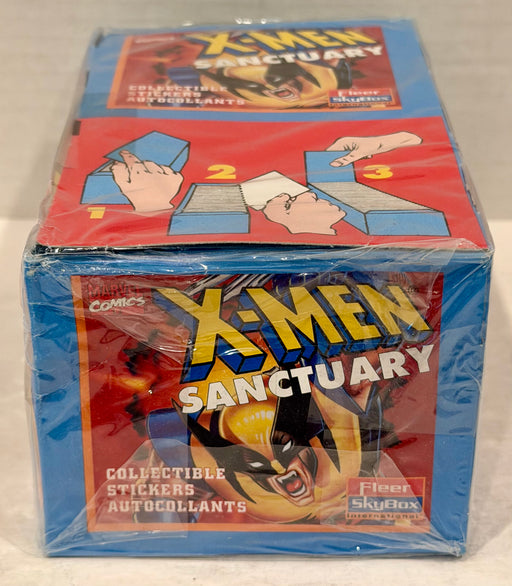 X-MEN
SANCTUARY
COLLECTIBLE
STICKERS
AUTOCOLLANTS
Fleer
SkyBox
1
2
3
COMICS
X-MEN
SANCTUARY
COLLECTIBLE
STICKERS
AUTOCOLLANTS
Fleer
SkyBox
International